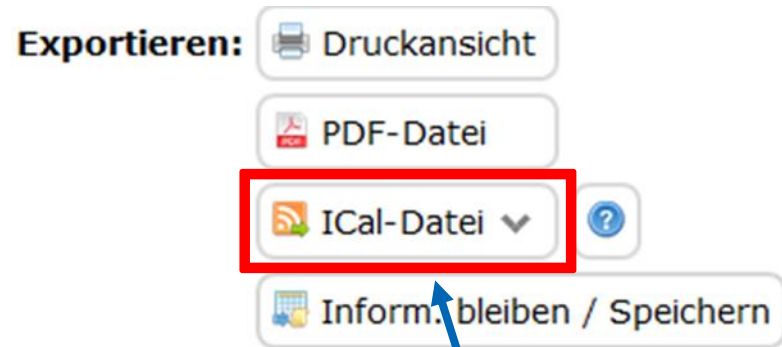 Exportieren: Druckansicht
PDF-Datei
ICal-Datei ?
Inform. bleiben / Speichern